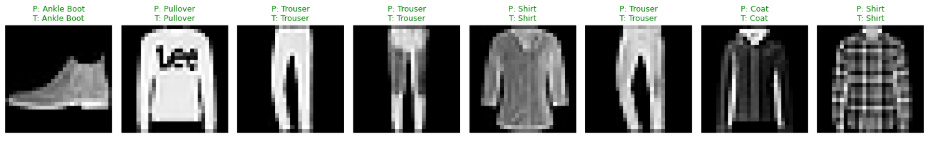 P: Ankle Boot
T: Ankle Boot
P: Pullover
T: Pullover
P: Trouser
T: Trouser
P: Trouser
T: Trouser
P: Shirt
T: Shirt
P: Trouser
T: Trouser
P: Coat
T: Coat
P: Shirt
T: Shirt
Lee